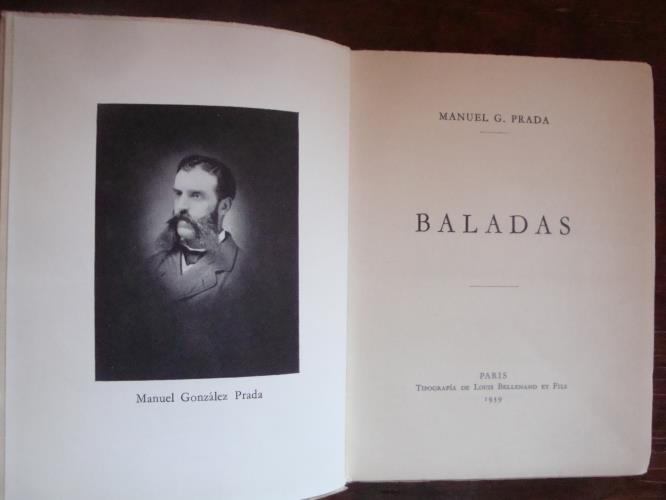 Manuel González Prada
MANUEL G. PRADA
BALADAS
PARIS
Tipografía de Louis Bellenand et Fils
1939